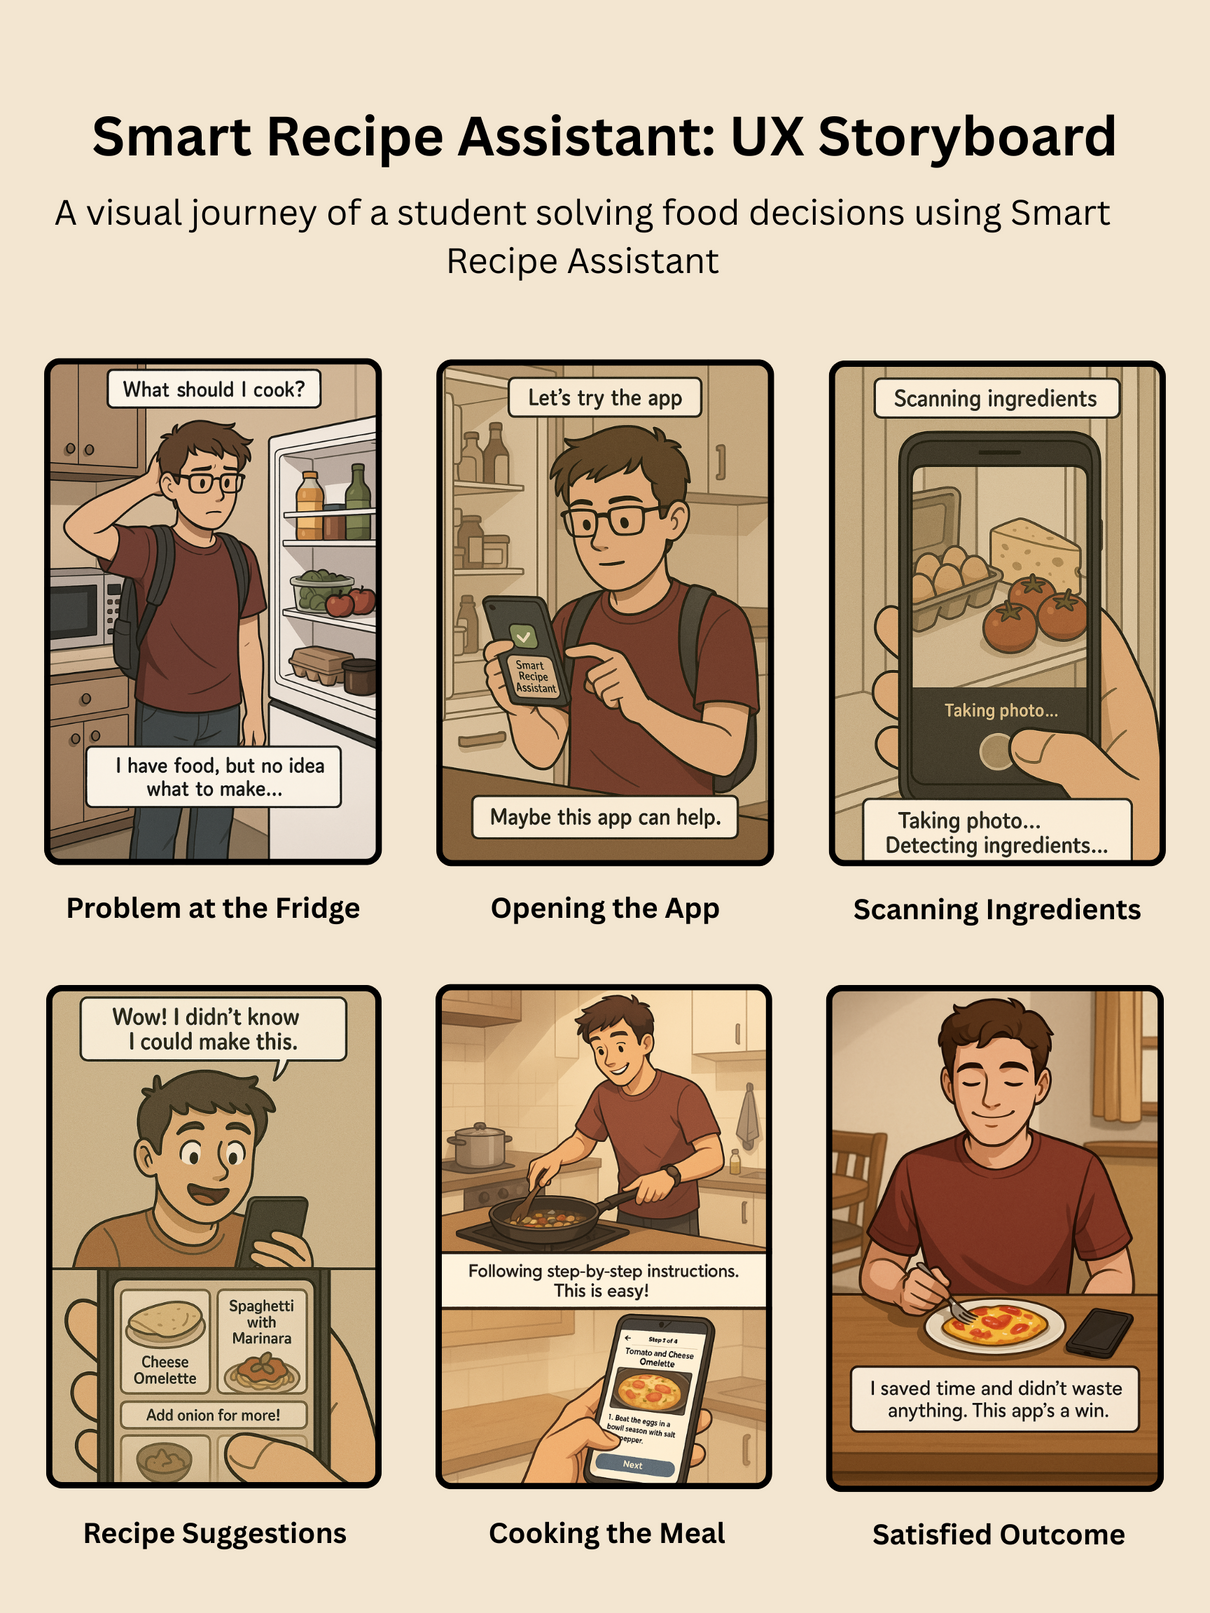 Smart Recipe Assistant: UX Storyboard
A visual journey of a student solving food decisions using Smart
Recipe Assistant
What should I cook?
I have food, but no idea
what to make...
Problem at the Fridge
Let's try the app
Smart
Recipe
Assistant
Maybe this app can help.
Opening the App
Scanning ingredients
Taking photo...
Taking photo...
Detecting ingredients...
Scanning Ingredients
Wow! I didn't know
I could make this.
Cheese
Omelette
Spaghetti
with
Marinara
Add onion for more!
Recipe Suggestions
Following step-by-step instructions.
This is easy!
Step 1 of 4
Tomato and Cheese
Omelette
1. Beat the eggs in a
bowl season with salt
pepper.
Next
Cooking the Meal
I saved time and didn't waste
anything. This app's a win.
Satisfied Outcome